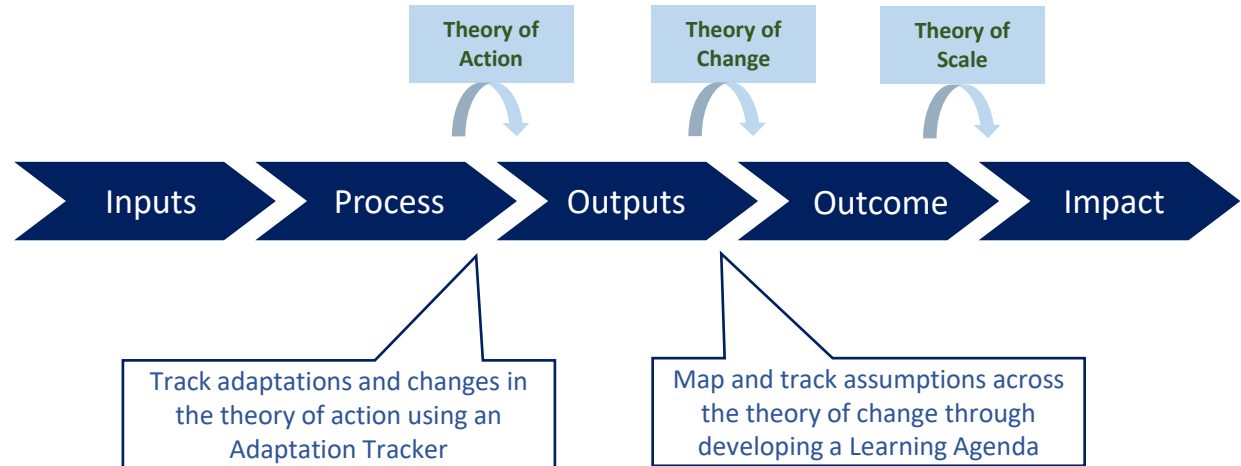 Theory of
Action
Theory of
Change
Theory of
Scale
Inputs
Process
Outputs
Outcome
Impact
Track adaptations and changes in
the theory of action using an
Adaptation Tracker
Map and track assumptions across
the theory of change through
developing a Learning Agenda